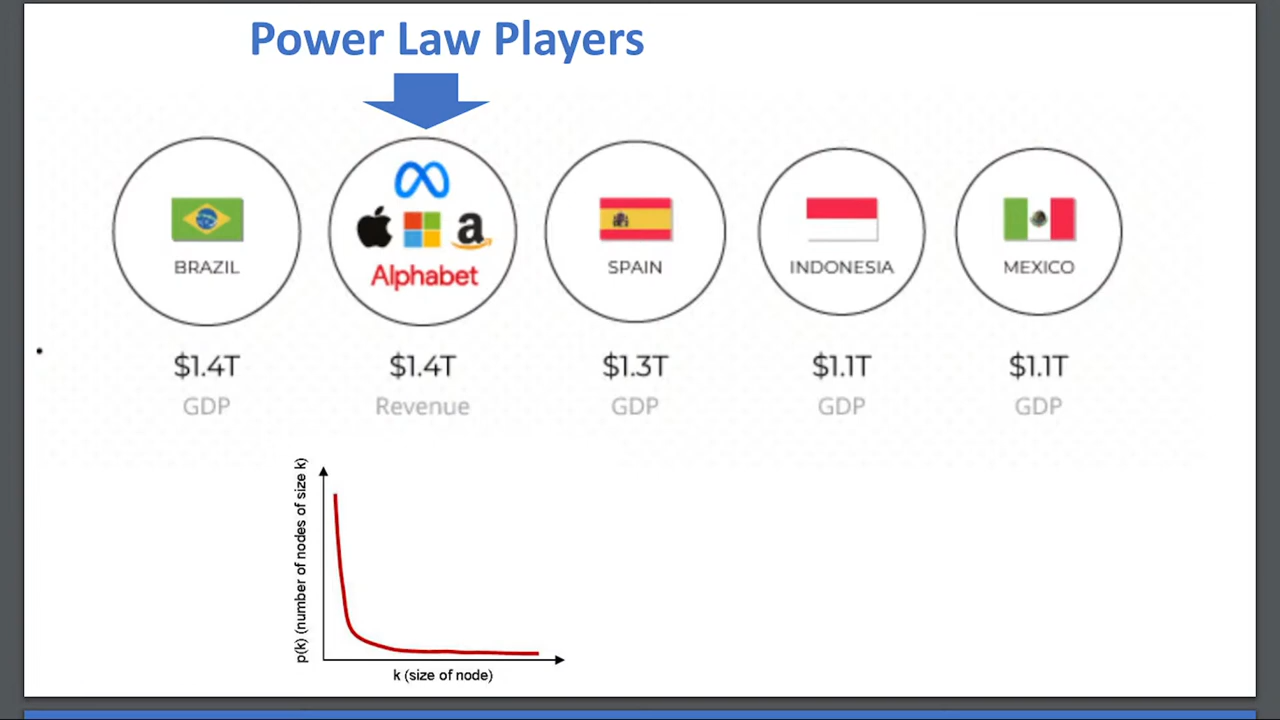 Power Law Players
BRAZIL
a
Alphabet
SPAIN
INDONESIA
MEXICO
$1.4T
$1.4T
$1.3T
$1.1T
$1.1T
GDP
Revenue
GDP
GDP
GDP
p(k) (number of nodes of size k)
k (size of node)